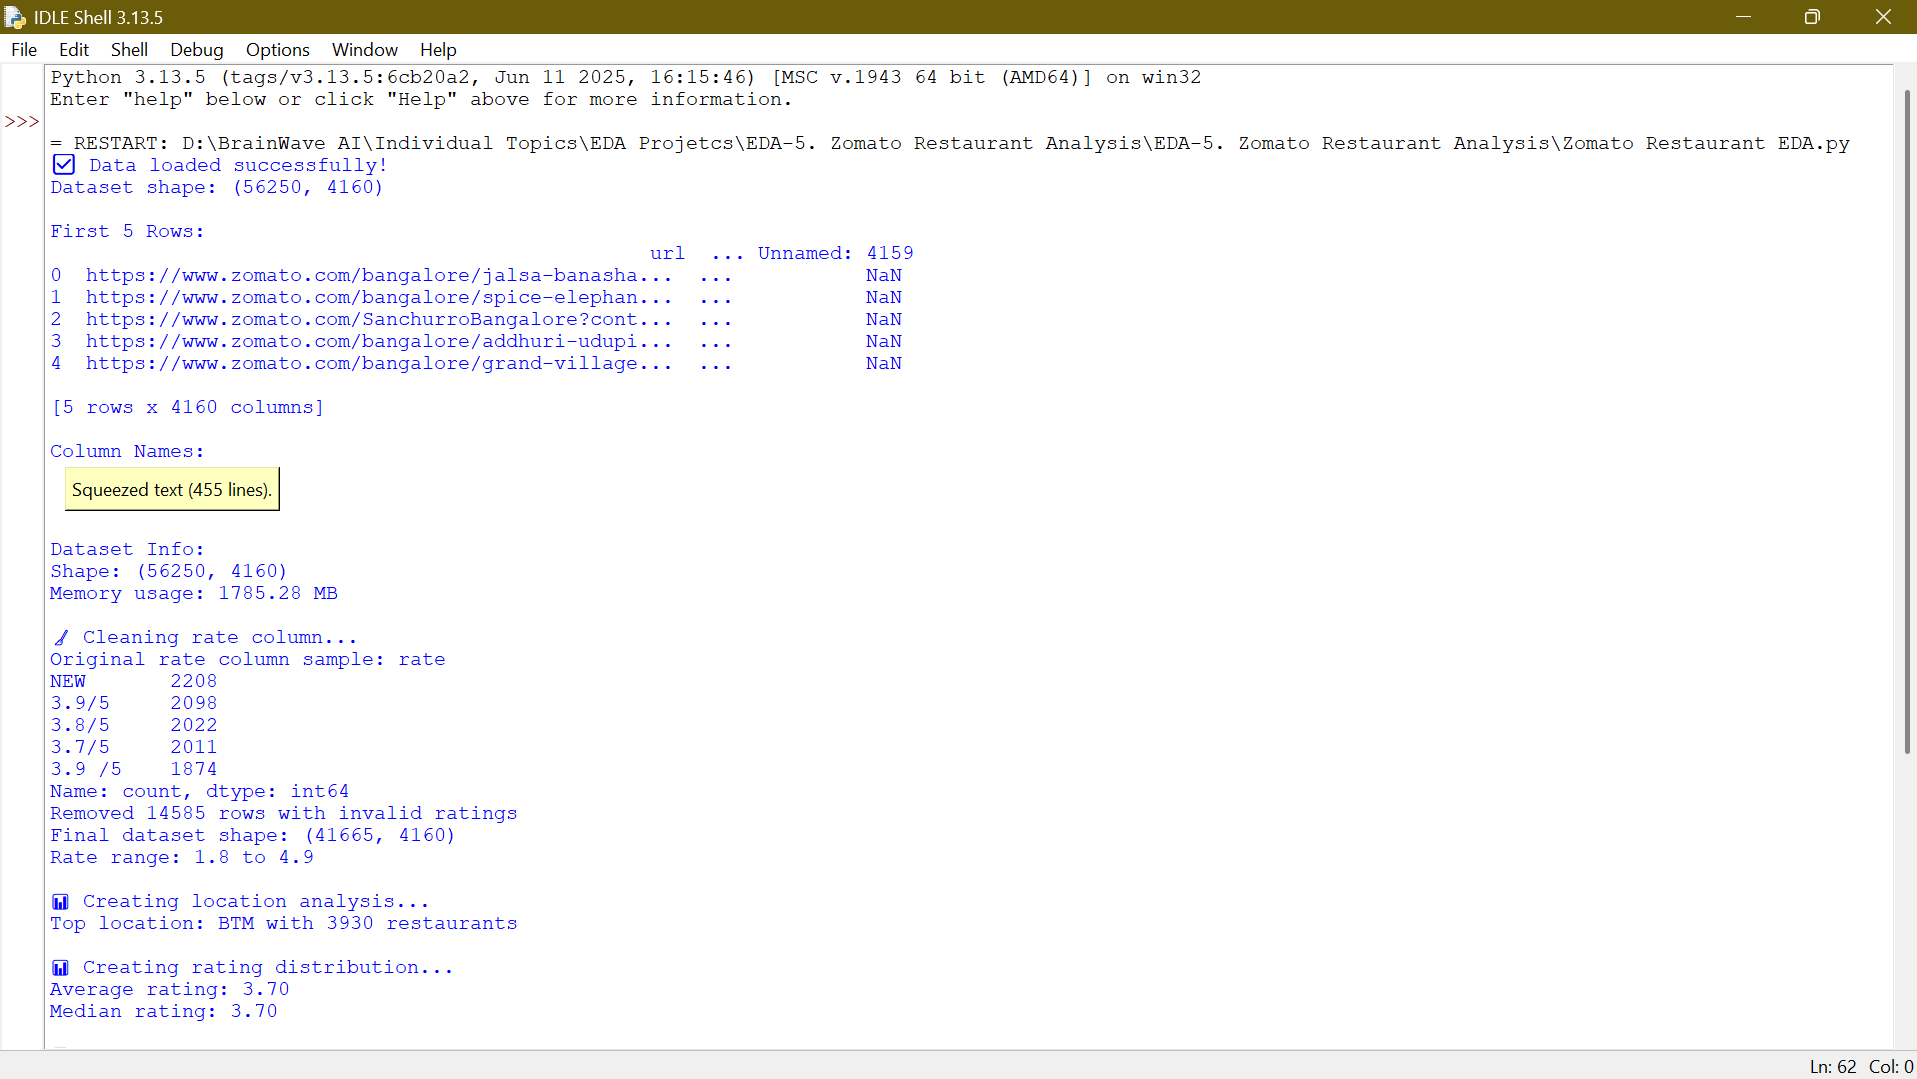 IDLE Shell 3.13.5
File Edit Shell Debug Options Window Help
Python 3.13.5 (tags/v3.13.5:6cb20a2, Jun 11 2025, 16:15:46) [MSC v.1943 64 bit (AMD64)] on win32
Enter "help" below or click "Help" above for more information.
>>>
= RESTART: D:\BrainWave AI\Individual Topics\EDA Projetcs\EDA-5. Zomato Restaurant Analysis\EDA-5. Zomato Restaurant Analysis\Zomato Restaurant EDA.py
Data loaded successfully!
Dataset shape: (56250, 4160)
First 5 Rows:
url ... Unnamed: 4159
0 https://www.zomato.com/bangalore/jalsa-banasha... ... NaN
1 https://www.zomato.com/bangalore/spice-elephan... ... NaN
2 https://www.zomato.com/SanchurroBangalore?cont... ... NaN
3 https://www.zomato.com/bangalore/addhuri-udupi... ... NaN
4 https://www.zomato.com/bangalore/grand-village... ... NaN
[5 rows x 4160 columns]
Column Names:
Squeezed text (455 lines).
Dataset Info:
Shape: (56250, 4160)
Memory usage: 1785.28 MB
Cleaning rate column...
Original rate column sample: rate
NEW 2208
3.9/5 2098
3.8/5 2022
3.7/5 2011
3.9 /5 1874
Name: count, dtype: int64
Removed 14585 rows with invalid ratings
Final dataset shape: (41665, 4160)
Rate range: 1.8 to 4.9
Creating location analysis...
Top location: BTM with 3930 restaurants
Creating rating distribution...
Average rating: 3.70
Median rating: 3.70
Ln: 62 Col: 0